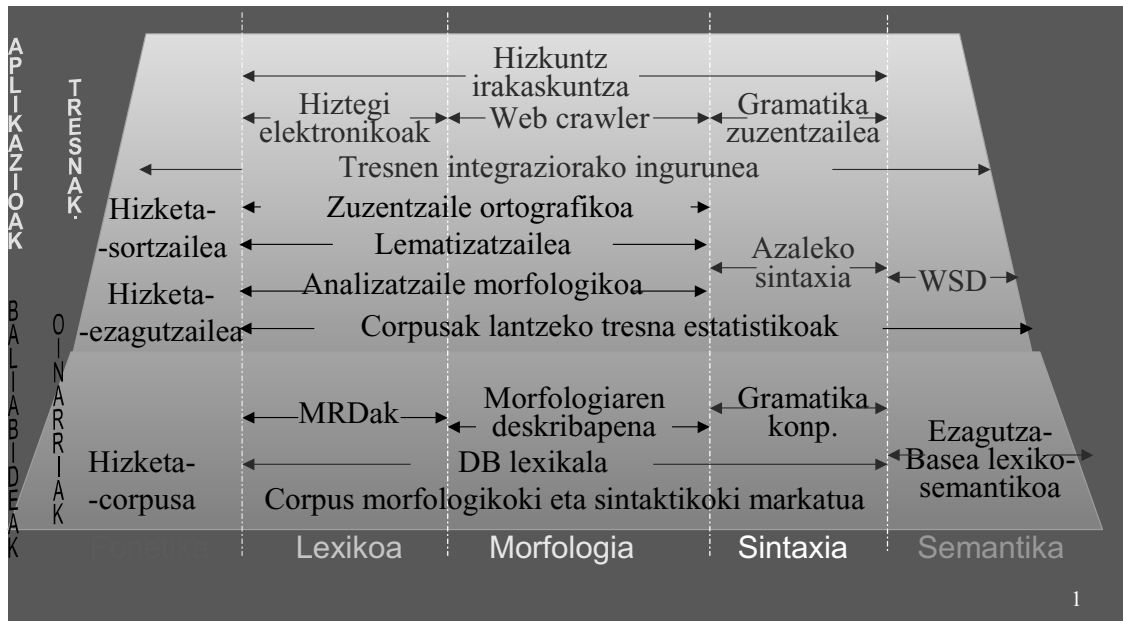 APLIKAZIOAK
TRESNAK.
Hizkuntz
irakaskuntza
Hiztegi
elektronikoak
Web crawler
Gramatika
zuzentzailea
Tresnen integraziorako ingurunea
Hizketa-
-sortzailea
Zuzentzaile ortografikoa
Lematizatzailea
Azaleko
sintaxia
Hizketa-
-ezagutzailea
Analizatzaile morfologikoa
WSD
Corpusak lantzeko tresna estatistikoak
BALIABIDEAK
OINARRIAK
MRDak
Morfologiaren
deskribapena
Gramatika
konp.
Ezagutza-
Basea lexiko-
semantikoa
Hizketa-
-corpusa
DB lexikala
Corpus morfologikoki eta sintaktikoki markatua
Fonetika
Lexikoa
Morfologia
Sintaxia
Semantika
1